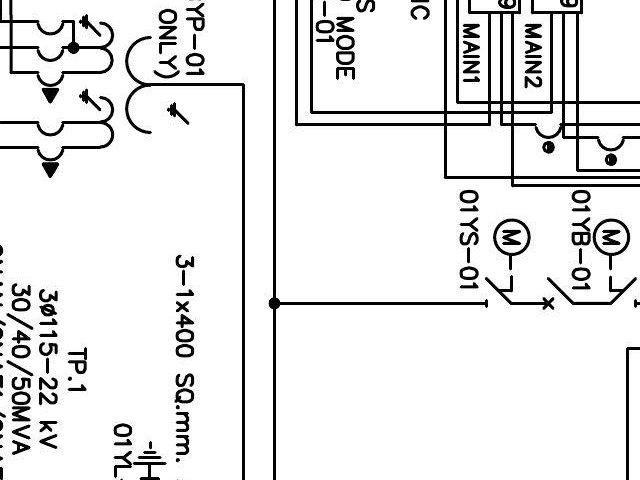 YP-01
ONLY)
MODE
-01
S
IC
MAIN1
MAIN2
9
9
01YS-01
M
01YB-01
M
3-1x400 SQ.mm.
TP.1
3ø115-22 kV
30/40/50MVA
01YL